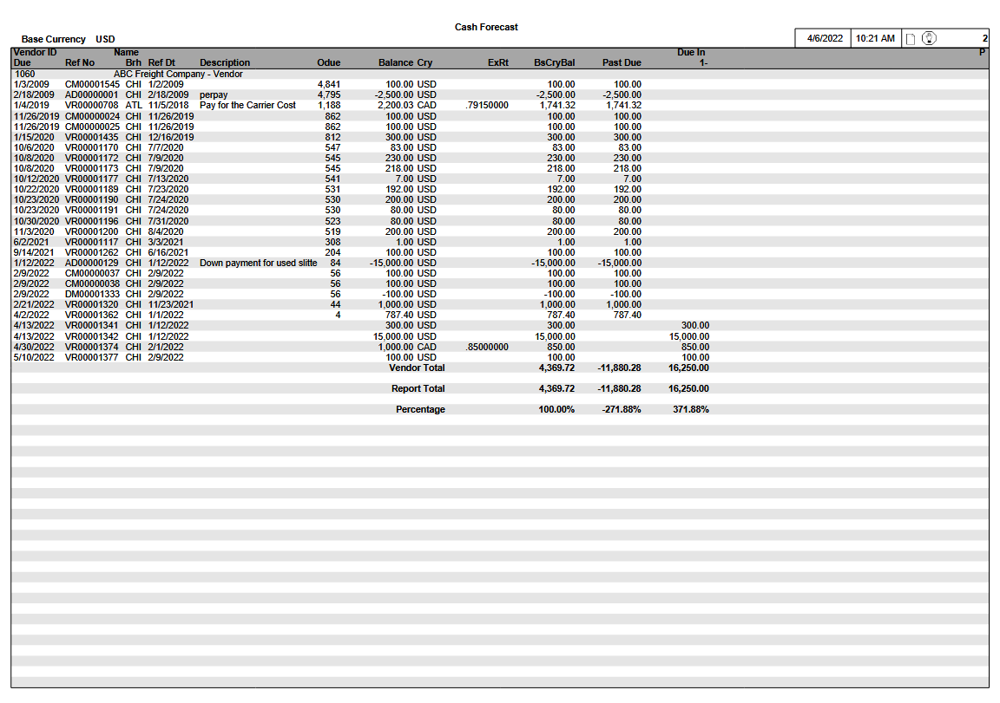 Cash Forecast
Base Currency USD 4/6/2022 10:21 AM 2
Vendor ID Name Due In P
Due Ref No Brh Ref Dt Description Odue Balance Cry ExRt BsCryBal Past Due 1-
1060 ABC Freight Company - Vendor
1/3/2009 CM00001545 CHI 1/2/2009 4,841 100.00 USD 100.00 100.00
2/18/2009 AD00000001 CHI 2/18/2009 perpay 4,795 -2,500.00 USD -2,500.00 -2,500.00
1/4/2019 VR00000708 ATL 11/5/2018 Pay for the Carrier Cost 1,188 2,200.03 CAD .79150000 1,741.32 1,741.32
11/26/2019 CM00000024 CHI 11/26/2019 862 100.00 USD 100.00 100.00
11/26/2019 CM00000025 CHI 11/26/2019 862 100.00 USD 100.00 100.00
1/15/2020 VR00001435 CHI 12/16/2019 812 300.00 USD 300.00 300.00
10/6/2020 VR00001170 CHI 7/7/2020 547 83.00 USD 83.00 83.00
10/8/2020 VR00001172 CHI 7/9/2020 545 230.00 USD 230.00 230.00
10/8/2020 VR00001173 CHI 7/9/2020 545 218.00 USD 218.00 218.00
10/12/2020 VR00001177 CHI 7/13/2020 541 7.00 USD 7.00 7.00
10/22/2020 VR00001189 CHI 7/23/2020 531 192.00 USD 192.00 192.00
10/23/2020 VR00001190 CHI 7/24/2020 530 200.00 USD 200.00 200.00
10/23/2020 VR00001191 CHI 7/24/2020 530 80.00 USD 80.00 80.00
10/30/2020 VR00001196 CHI 7/31/2020 523 80.00 USD 80.00 80.00
11/3/2020 VR00001200 CHI 8/4/2020 519 200.00 USD 200.00 200.00
6/2/2021 VR00001117 CHI 3/3/2021 308 1.00 USD 1.00 1.00
9/14/2021 VR00001262 CHI 6/16/2021 204 100.00 USD 100.00 100.00
1/12/2022 AD00000129 CHI 1/12/2022 Down payment for used slitte 84 -15,000.00 USD -15,000.00 -15,000.00
2/9/2022 CM00000037 CHI 2/9/2022 56 100.00 USD 100.00 100.00
2/9/2022 CM00000038 CHI 2/9/2022 56 100.00 USD 100.00 100.00
2/9/2022 DM00001333 CHI 2/9/2022 56 -100.00 USD -100.00 -100.00
2/21/2022 VR00001320 CHI 11/23/2021 44 1,000.00 USD 1,000.00 1,000.00
4/2/2022 VR00001362 CHI 1/1/2022 4 787.40 USD 787.40 787.40
4/13/2022 VR00001341 CHI 1/12/2022 300.00 USD 300.00 300.00
4/13/2022 VR00001342 CHI 1/12/2022 15,000.00 USD 15,000.00 15,000.00
4/30/2022 VR00001374 CHI 2/1/2022 1,000.00 CAD .85000000 850.00 850.00
5/10/2022 VR00001377 CHI 2/9/2022 100.00 USD 100.00 100.00
Vendor Total 4,369.72 -11,880.28 16,250.00
Report Total 4,369.72 -11,880.28 16,250.00
Percentage 100.00% -271.88% 371.88%